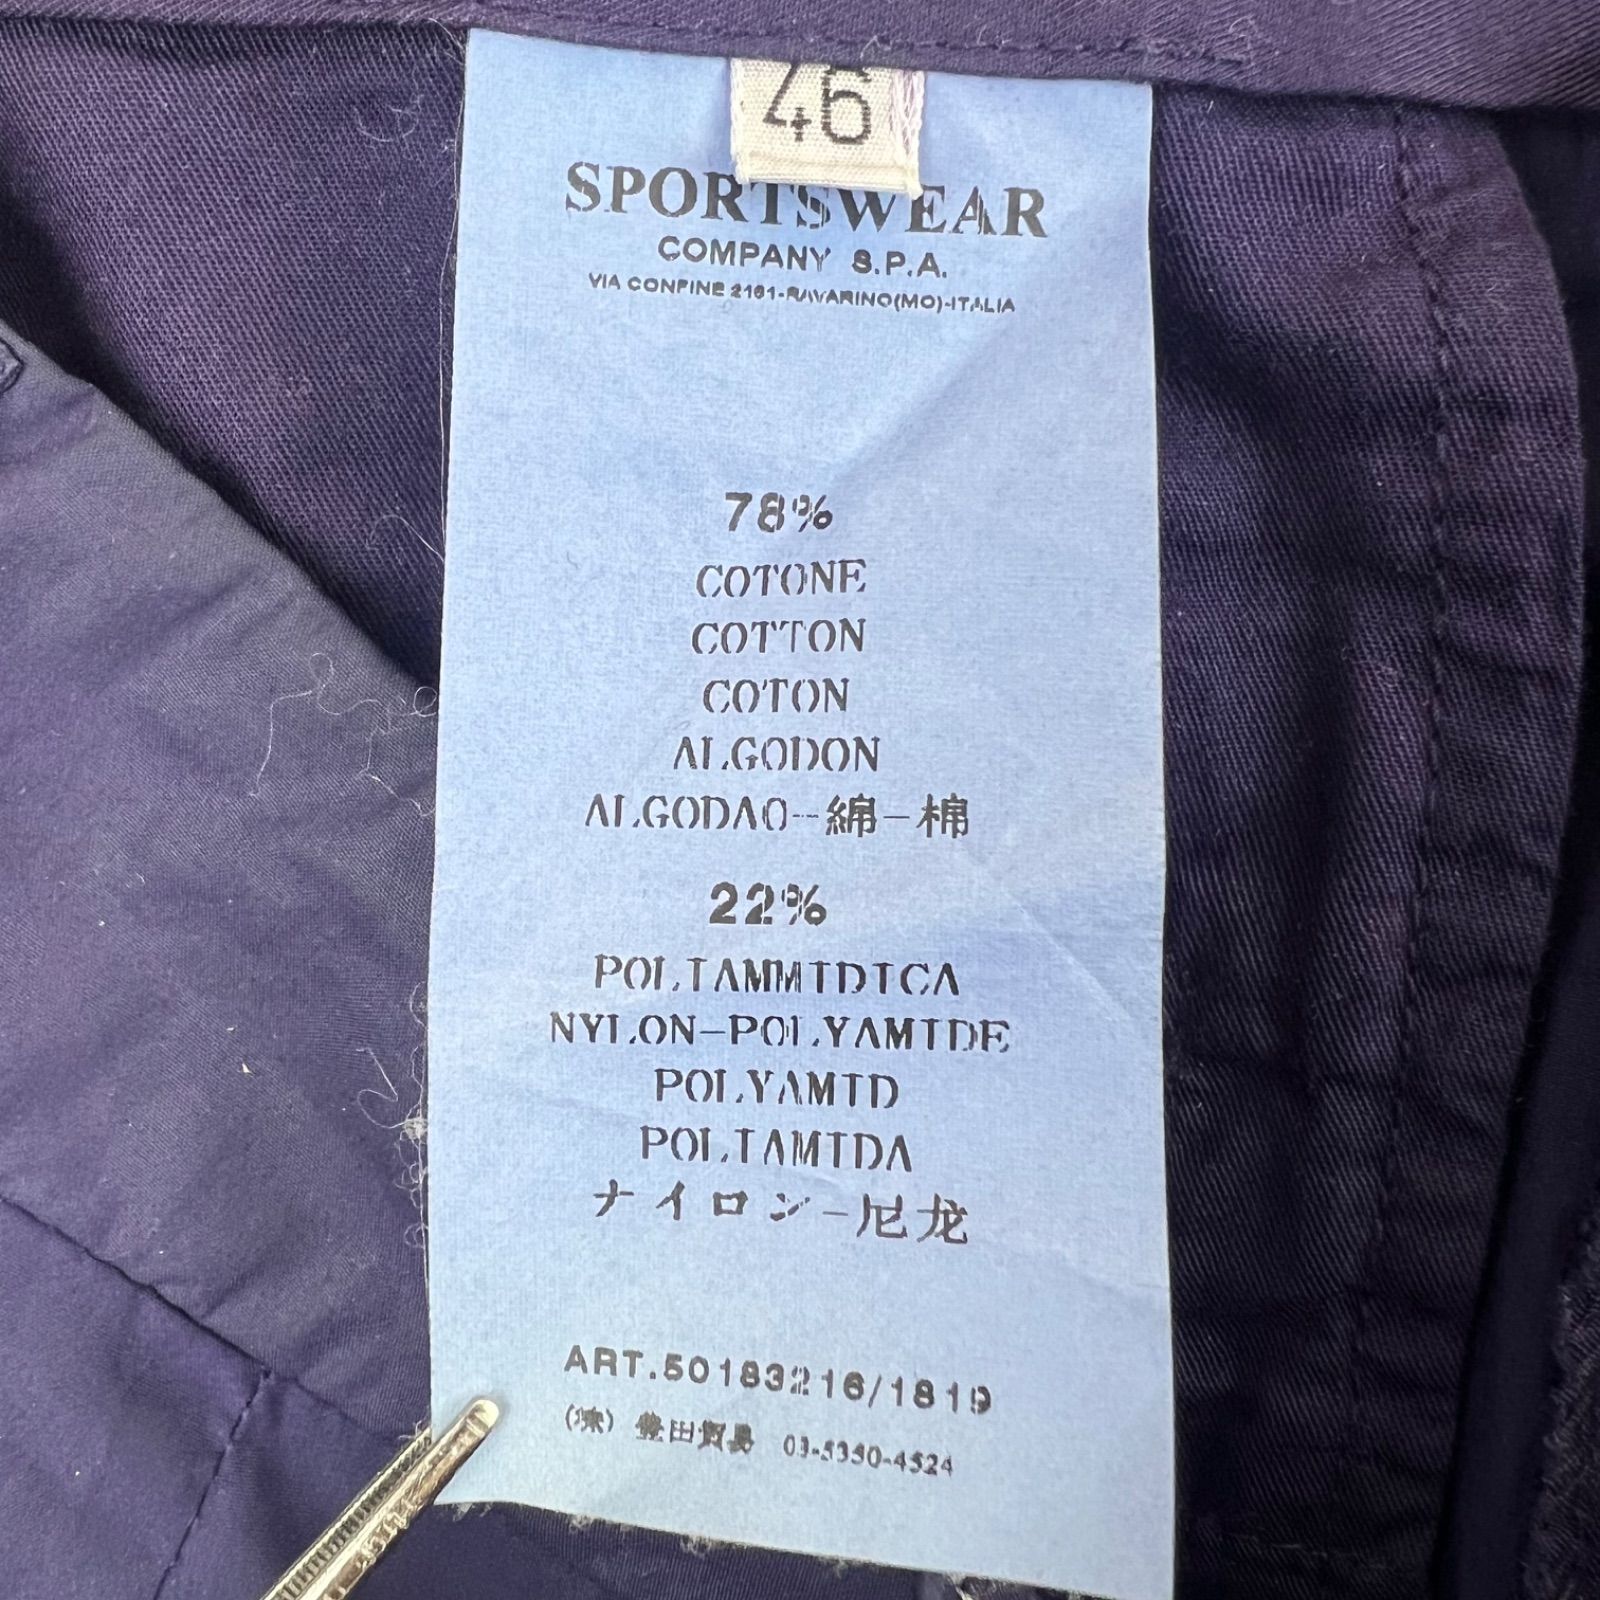 46
SPORTSWEAR
COMPANY S.P.A.
VIA CONFINE 2161-RAVARINO(MO)-ITALIA
78%
COTONE
COTTON
COTON
ALGODON
ALGODAO-綿-棉
22%
POLIAMMIDICA
NYLON-POLYAMIDE
POLYAMID
POLIAMIDA
ナイロン-尼龙
ART.50183216/1819
(株) 豊田貿易 03-5350-4524